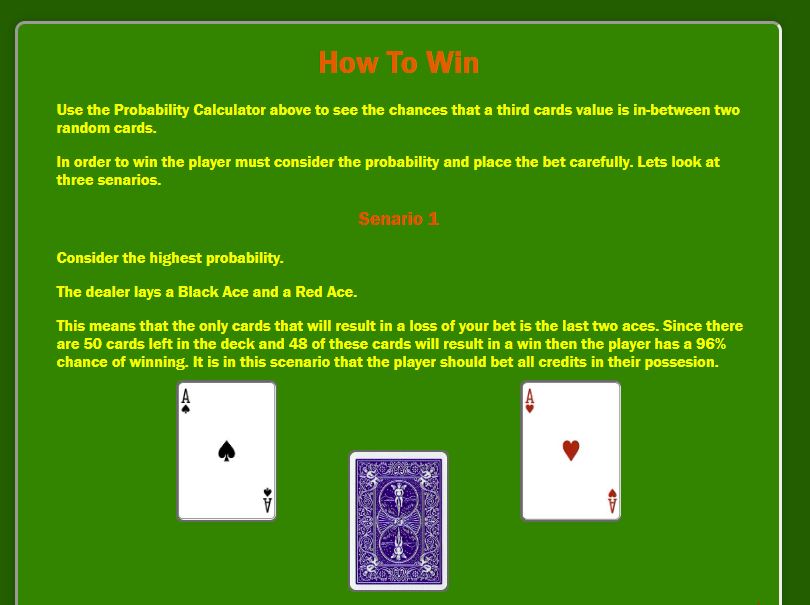 How To Win
Use the Probability Calculator above to see the chances that a third cards value is in-between two
random cards.
In order to win the player must consider the probability and place the bet carefully. Lets look at
three senarios.
Senario 1
Consider the highest probability.
The dealer lays a Black Ace and a Red Ace.
This means that the only cards that will result in a loss of your bet is the last two aces. Since there
are 50 cards left in the deck and 48 of these cards will result in a win then the player has a 96%
chance of winning. It is in this scenario that the player should bet all credits in their possesion.
A
A
A
A